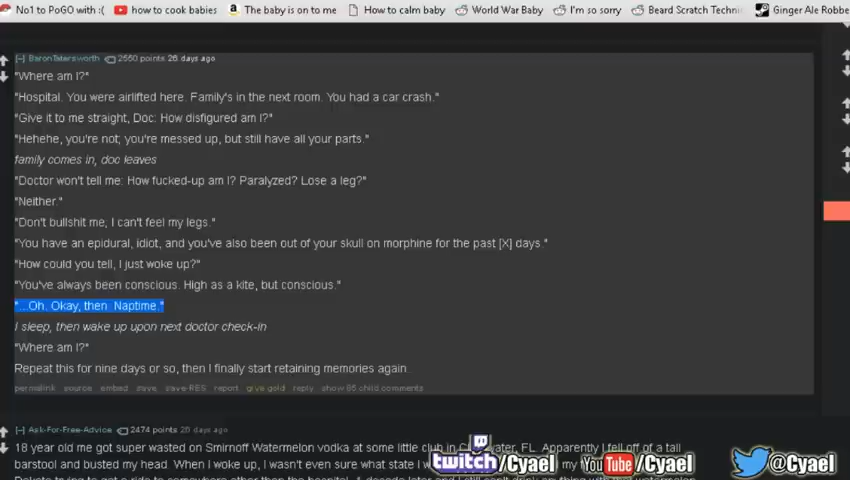 No1 to PoGO with :(
how to cook babies
The baby is on to me
How to calm baby
World War Baby
I'm so sorry
Beard Scratch Techni
Ginger Ale Robbe
[-] BaronTatersworth 2550 points 26 days ago
"Where am I?"
"Hospital. You were airlifted here. Family's in the next room. You had a car crash."
"Give it to me straight, Doc: How disfigured am I?"
"Hehehe, you're not; you're messed up, but still have all your parts."
family comes in, doc leaves
"Doctor won't tell me: How fucked-up am I? Paralyzed? Lose a leg?"
"Neither."
"Don't bullshit me, I can't feel my legs."
"You have an epidural, idiot, and you've also been out of your skull on morphine for the past [X] days."
"How could you tell, I just woke up?"
"You've always been conscious. High as a kite, but conscious."
"...Oh. Okay, then. Naptime."
I sleep, then wake up upon next doctor check-in
"Where am I?"
Repeat this for nine days or so, then I finally start retaining memories again.
permalink source embed save save-RES report give gold reply show 85 child comments
[-] Ask-For-Free-Advice 2474 points 26 days ago
18 year old me got super wasted on Smirnoff Watermelon vodka at some little club in water, FL. Apparently I fell off of a tall
barstool and busted my head. When I woke up, I wasn't even sure what state I my
twitch/Cyael
YouTube/Cyael
@Cyael